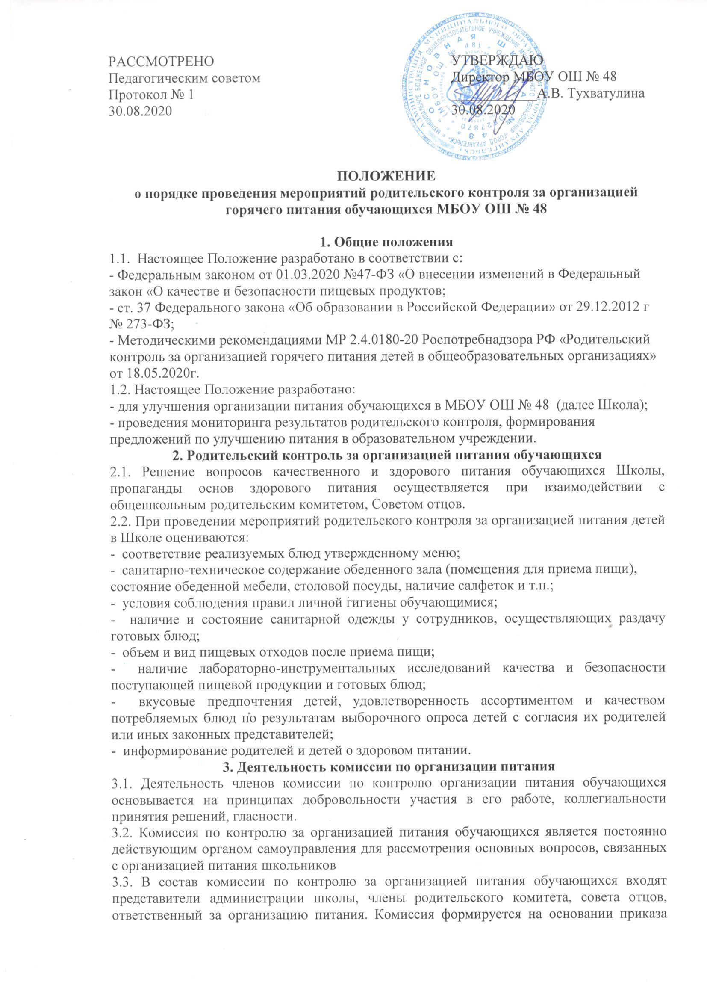 РАССМОТРЕНО
Педагогическим советом
Протокол № 1
30.08.2020
УТВЕРЖДАЮ
Директор МБОУ ОШ № 48
А.В. Тухватулина
30.08.2020
ПОЛОЖЕНИЕ
о порядке проведения мероприятий родительского контроля за организацией
горячего питания обучающихся МБОУ ОШ № 48
1. Общие положения
1.1. Настоящее Положение разработано в соответствии с:
- Федеральным законом от 01.03.2020 №47-ФЗ «О внесении изменений в Федеральный
закон «О качестве и безопасности пищевых продуктов;
- ст. 37 Федерального закона «Об образовании в Российской Федерации» от 29.12.2012 г
№ 273-ФЗ;
- Методическими рекомендациями МР 2.4.0180-20 Роспотребнадзора РФ «Родительский
контроль за организацией горячего питания детей в общеобразовательных организациях»
от 18.05.2020г.
1.2. Настоящее Положение разработано:
- для улучшения организации питания обучающихся в МБОУ ОШ № 48 (далее Школа);
- проведения мониторинга результатов родительского контроля, формирования
предложений по улучшению питания в образовательном учреждении.
2. Родительский контроль за организацией питания обучающихся
2.1. Решение вопросов качественного и здорового питания обучающихся Школы,
пропаганды основ здорового питания осуществляется при взаимодействии с
общешкольным родительским комитетом, Советом отцов.
2.2. При проведении мероприятий родительского контроля за организацией питания детей
в Школе оцениваются:
- соответствие реализуемых блюд утвержденному меню;
- санитарно-техническое содержание обеденного зала (помещения для приема пищи),
состояние обеденной мебели, столовой посуды, наличие салфеток и т.п.;
- условия соблюдения правил личной гигиены обучающимися;
- наличие и состояние санитарной одежды у сотрудников, осуществляющих раздачу
готовых блюд;
- объем и вид пищевых отходов после приема пищи;
- наличие лабораторно-инструментальных исследований качества и безопасности
поступающей пищевой продукции и готовых блюд;
- вкусовые предпочтения детей, удовлетворенность ассортиментом и качеством
потребляемых блюд по результатам выборочного опроса детей с согласия их родителей
или иных законных представителей;
- информирование родителей и детей о здоровом питании.
3. Деятельность комиссии по организации питания
3.1. Деятельность членов комиссии по контролю организации питания обучающихся
основывается на принципах добровольности участия в его работе, коллегиальности
принятия решений, гласности.
3.2. Комиссия по контролю за организацией питания обучающихся является постоянно
действующим органом самоуправления для рассмотрения основных вопросов, связанных
с организацией питания школьников
3.3. В состав комиссии по контролю за организацией питания обучающихся входят
представители администрации школы, члены родительского комитета, совета отцов,
ответственный за организацию питания. Комиссия формируется на основании приказа